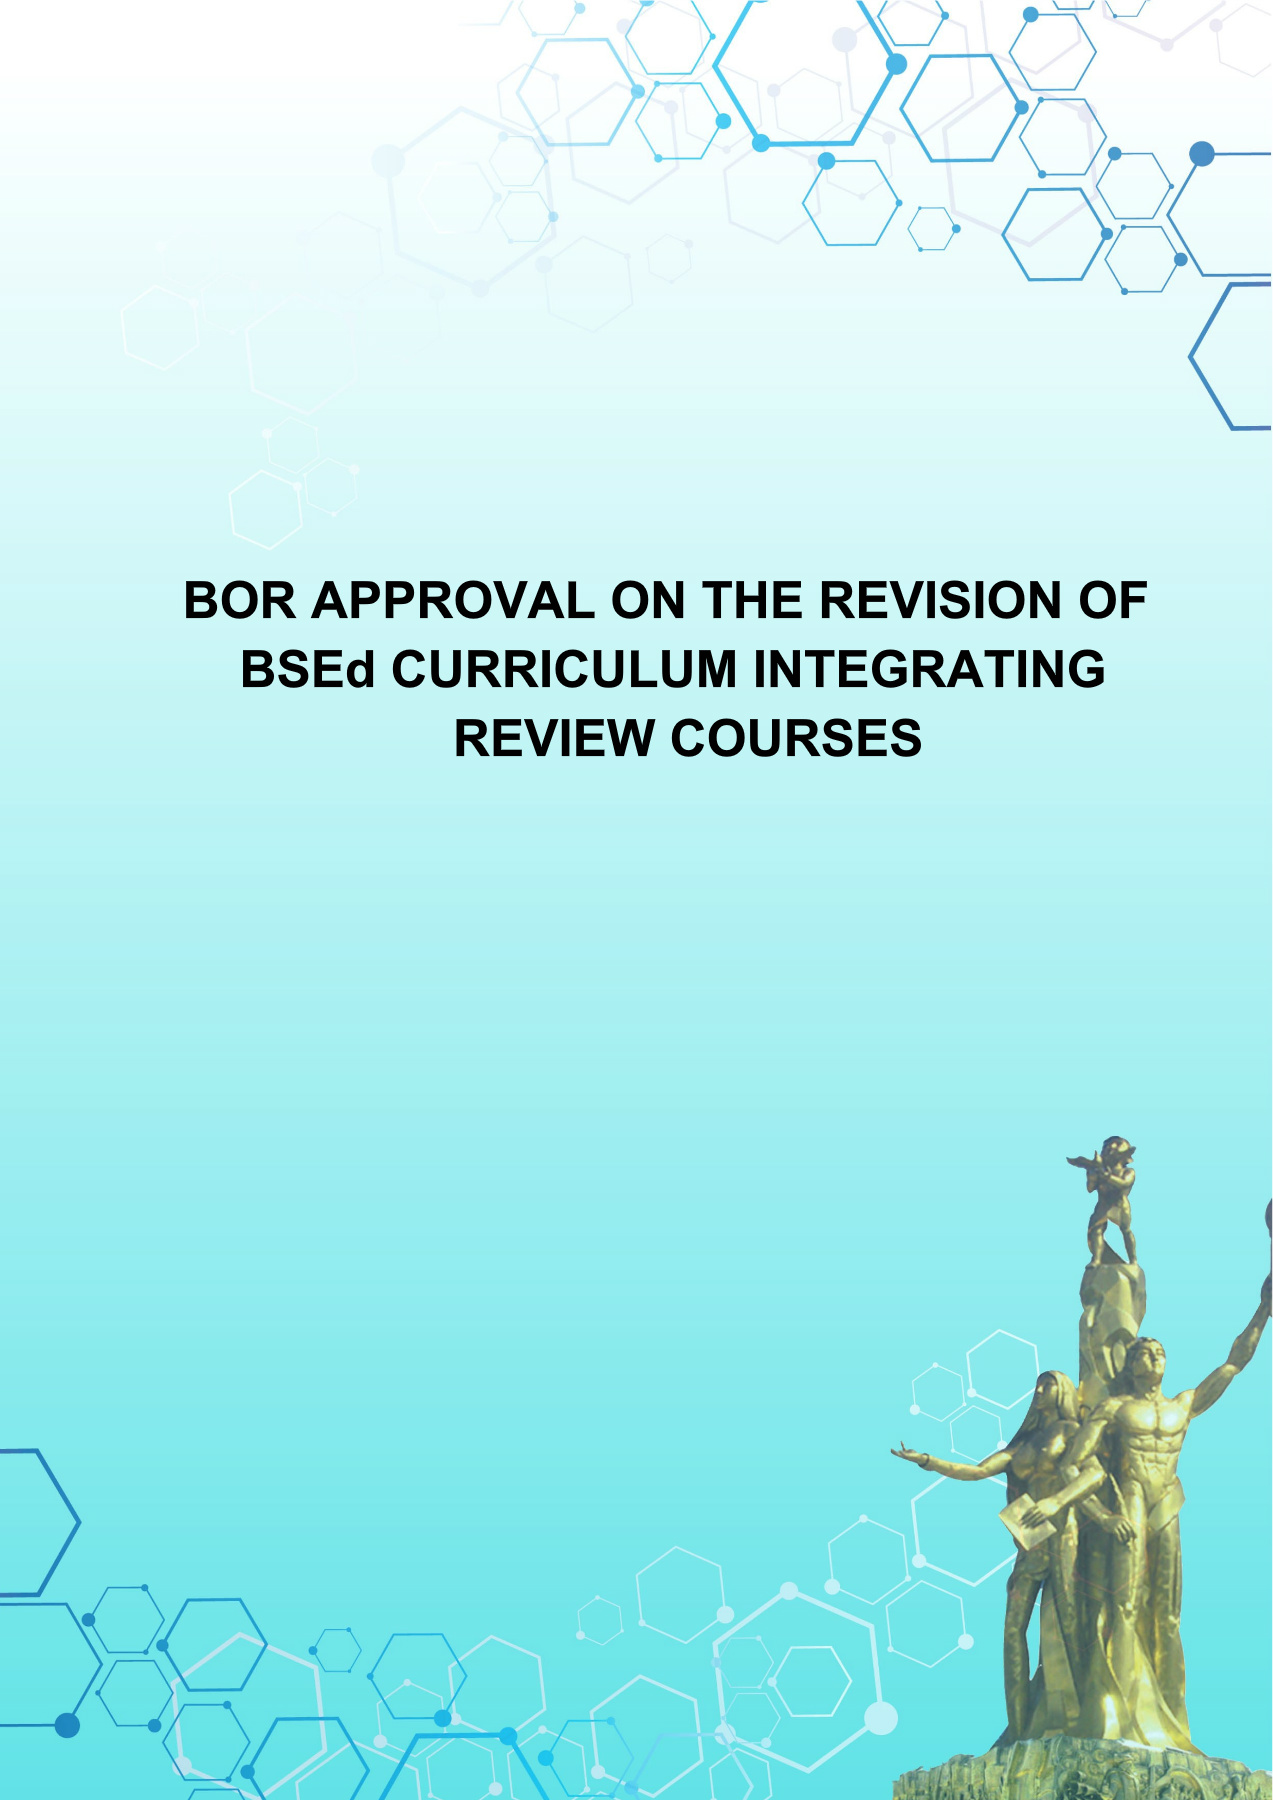 BOR APPROVAL ON THE REVISION OF
BSEd CURRICULUM INTEGRATING
REVIEW COURSES